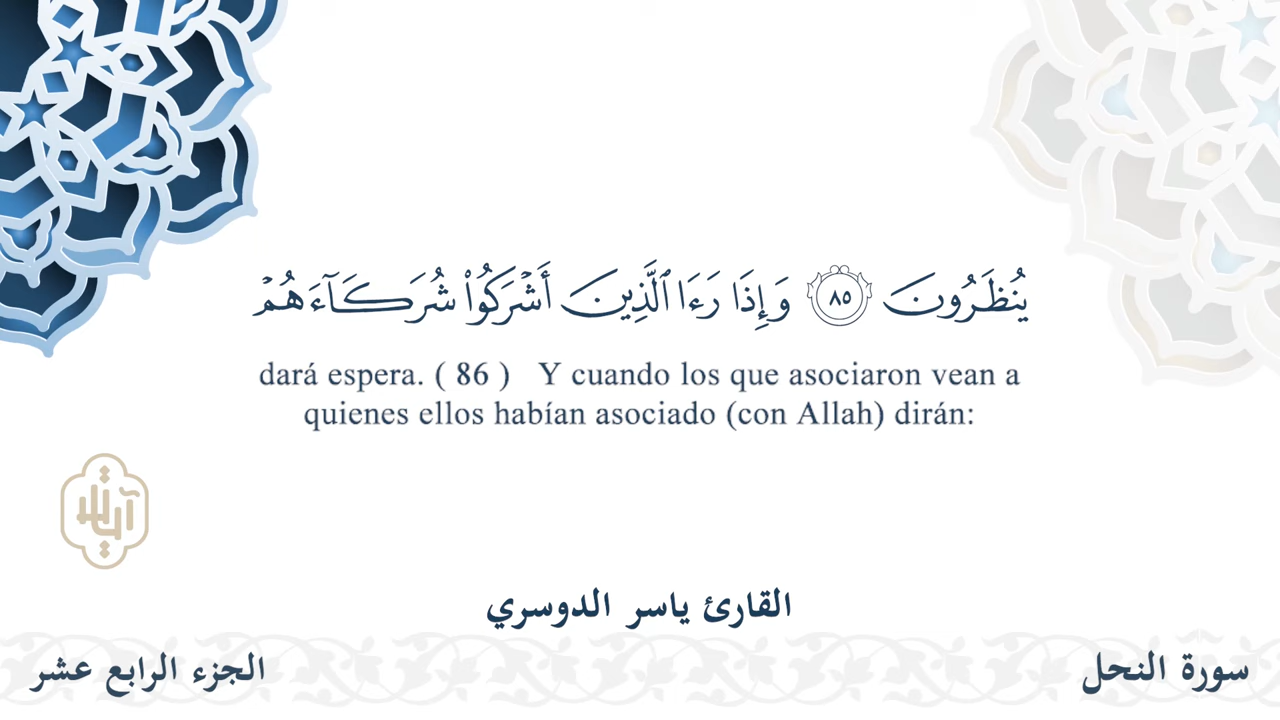 يُنظَرُونَ ٨٥ وَإِذَا رَءَا ٱلَّذِينَ أَشۡرَكُواْ شُرَكَآءَهُمۡ
dará espera. ( 86 ) Y cuando los que asociaron vean a
quienes ellos habían asociado (con Allah) dirán:
القارئ ياسر الدوسري
سورة النحل
الجزء الرابع عشر